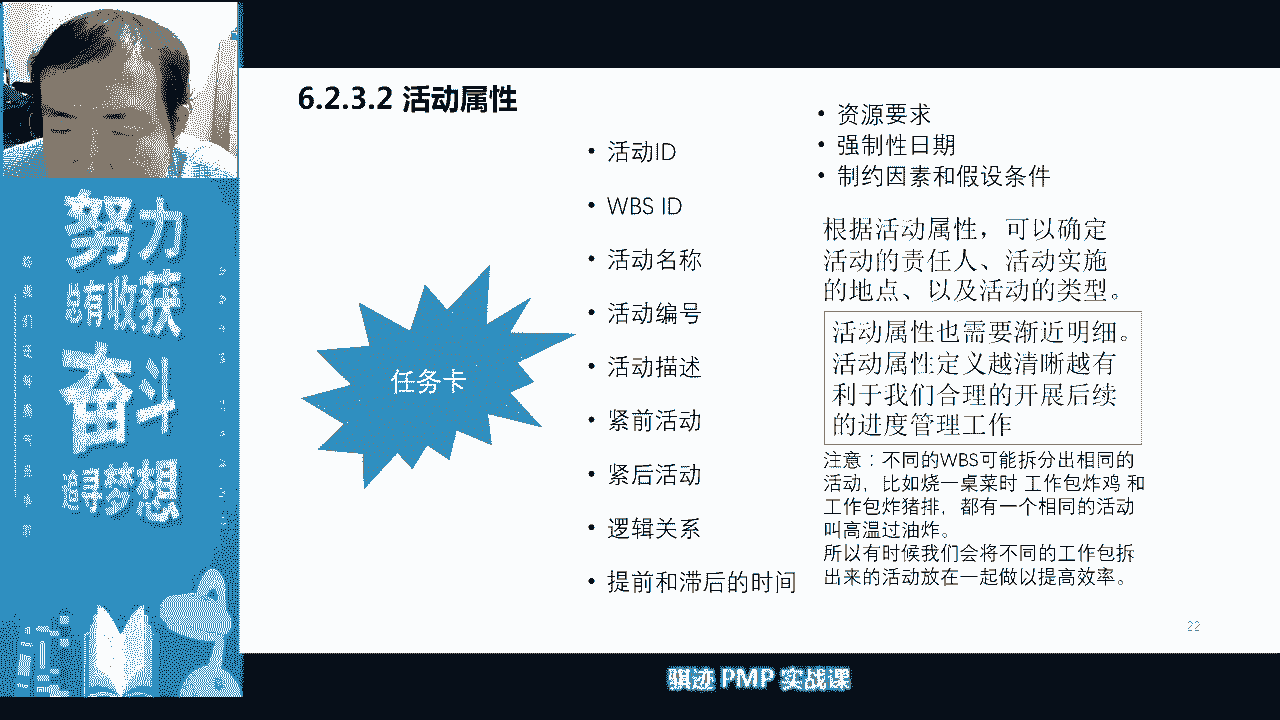 6.2.3.2 活动属性
任务卡
• 活动ID
• WBS ID
• 活动名称
• 活动编号
• 活动描述
• 紧前活动
• 紧后活动
• 逻辑关系
• 提前和滞后的时间
• 资源要求
• 强制性日期
• 制约因素和假设条件
根据活动属性，可以确定
活动的责任人、活动实施
的地点、以及活动的类型。
活动属性也需要渐近明细。
活动属性定义越清晰越有
利于我们合理的开展后续
的进度管理工作
注意：不同的WBS可能拆分出相同的
活动，比如烧一桌菜时 工作包炸鸡 和
工作包炸猪排，都有一个相同的活动
叫高温过油炸。
所以有时候我们会将不同的工作包拆
出来的活动放在一起做以提高效率。
22
努力
总有收获
奋斗
追寻梦想
骐迹 PMP 实战课